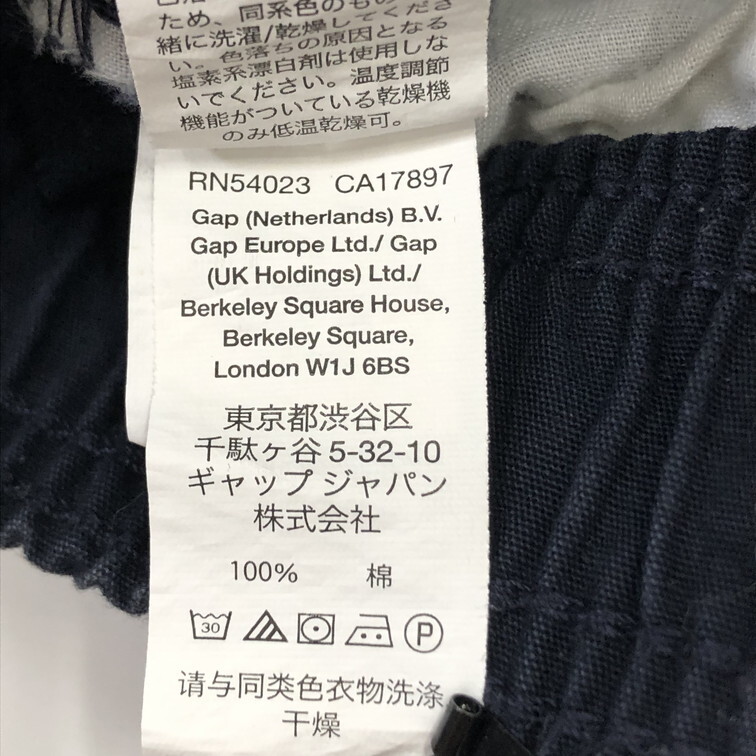 ため、同系色のもの
緒に洗濯/乾燥してくださ
い。色落ちの原因となる
塩素系漂白剤は使用しな
いでください。温度調節
機能がついている乾燥機
のみ低温乾燥可。
RN54023 CA17897
Gap (Netherlands) B.V.
Gap Europe Ltd./ Gap
(UK Holdings) Ltd./
Berkeley Square House,
Berkeley Square,
London W1J 6BS
東京都渋谷区
千駄ヶ谷 5-32-10
ギャップ ジャパン
株式会社
100% 棉
30 P
请与同类色衣物洗涤
干燥